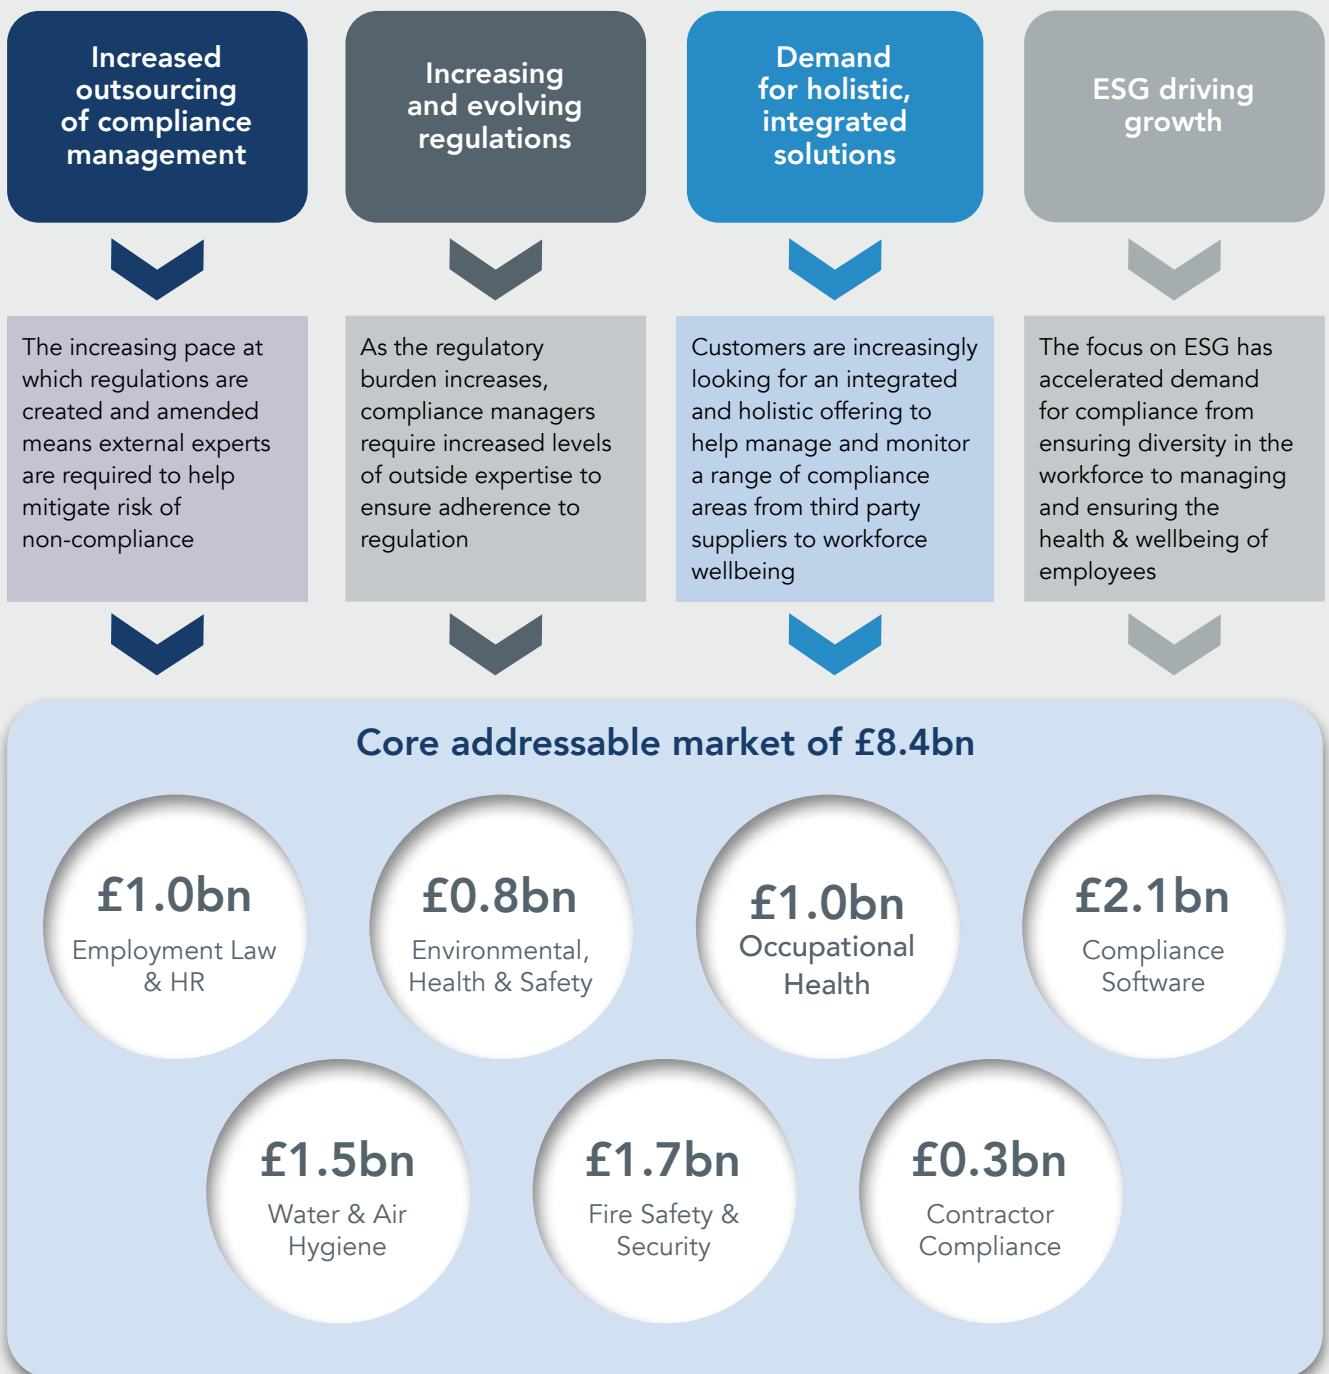 Increased
outsourcing
of compliance
management
Increasing
and evolving
regulations
Demand
for holistic,
integrated
solutions
ESG driving
growth
The increasing pace at
which regulations are
created and amended
means external experts
are required to help
mitigate risk of
non-compliance
As the regulatory
burden increases,
compliance managers
require increased levels
of outside expertise to
ensure adherence to
regulation
Customers are increasingly
looking for an integrated
and holistic offering to
help manage and monitor
a range of compliance
areas from third party
suppliers to workforce
wellbeing
The focus on ESG has
accelerated demand
for compliance from
ensuring diversity in the
workforce to managing
and ensuring the
health & wellbeing of
employees
Core addressable market of £8.4bn
£1.0bn
Employment Law
& HR
£0.8bn
Environmental,
Health & Safety
£1.0bn
Occupational
Health
£2.1bn
Compliance
Software
£1.5bn
Water & Air
Hygiene
£1.7bn
Fire Safety &
Security
£0.3bn
Contractor
Compliance